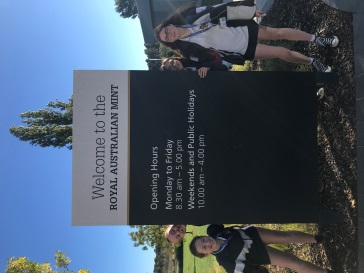 Welcome to the
ROYAL AUSTRALIAN MINT
Opening Hours
Monday to Friday
8.30 am – 5.00 pm
Weekends and Public Holidays
10.00 am – 4.00 pm